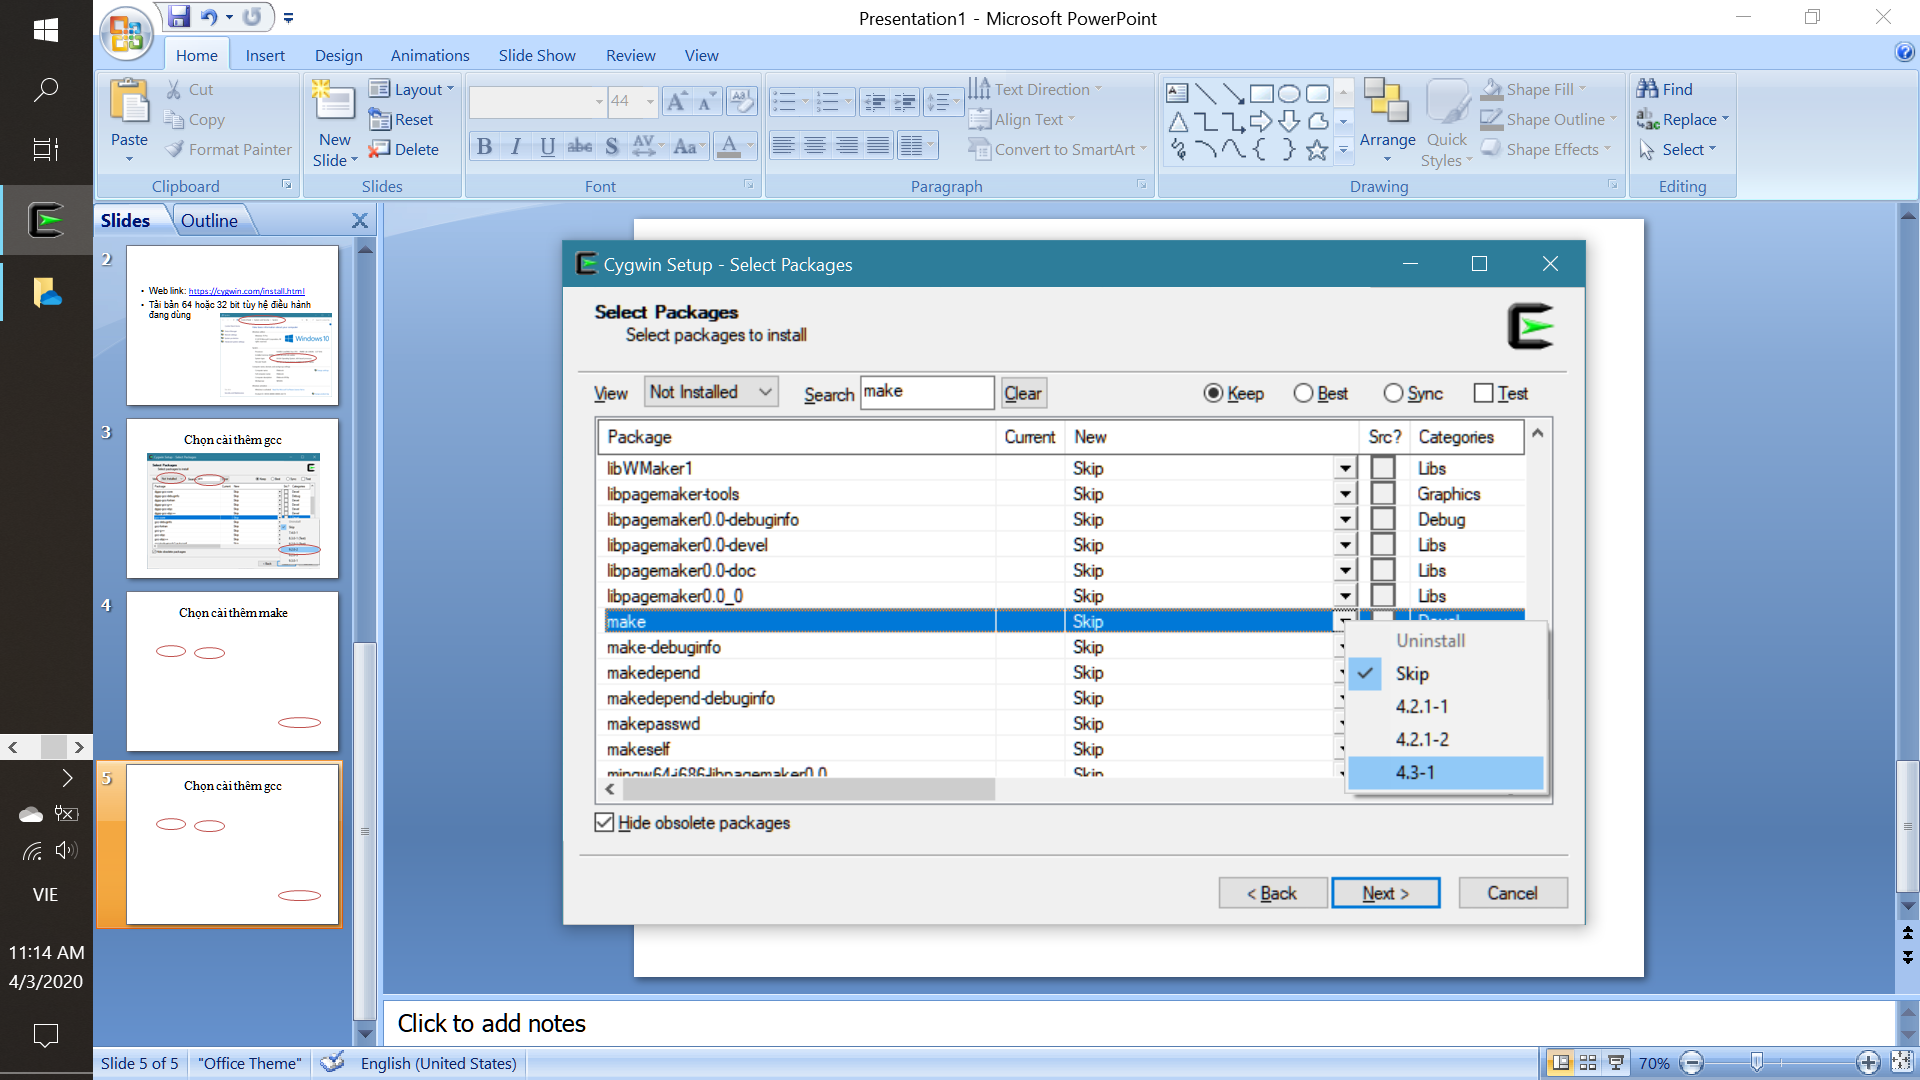 Presentation1 - Microsoft PowerPoint
Home Insert Design Animations Slide Show Review View
Paste
Cut
Copy
Format Painter
Clipboard
New Slide
Layout
Reset
Delete
Slides
44
B I U abc S AV Aa A
Font
Text Direction
Align Text
Convert to SmartArt
Paragraph
Arrange
Quick Styles
Shape Fill
Shape Outline
Shape Effects
Drawing
Find
Replace
Select
Editing
Slides Outline
2
• Web link: https://cygwin.com/install.html
• Tải bản 64 hoặc 32 bit tùy hệ điều hành
đang dùng
Windows 10
3
Chọn cài thêm gcc
4
Chọn cài thêm make
5
Chọn cài thêm gcc
Cygwin Setup - Select Packages
Select Packages
Select packages to install
View Not Installed Search make Clear Keep Best Sync Test
Package Current New Src? Categories
libWMaker1 Skip Libs
libpagemaker-tools Skip Graphics
libpagemaker0.0-debuginfo Skip Debug
libpagemaker0.0-devel Skip Libs
libpagemaker0.0-doc Skip Libs
libpagemaker0.0_0 Skip Libs
make Skip Devel
make-debuginfo Skip
makedepend Skip
makedepend-debuginfo Skip
makepasswd Skip
makeself Skip
mingw64-i686-libpagemaker0.0 Skip
Uninstall
Skip
4.2.1-1
4.2.1-2
4.3-1
Hide obsolete packages
< Back Next > Cancel
Click to add notes
VIE
11:14 AM
4/3/2020
Slide 5 of 5 "Office Theme" English (United States) 70%